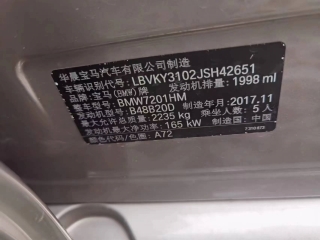 华晨宝马汽车有限公司制造
车辆识别代号: LBVKY3102JSH42651
发动机排量: 1998 ml
整车型号: 宝马(BMW)牌
BMW7201HM
发动机型号: B48B20D 制造年月: 2017.11
最大允许总质量: 2235 kg 乘坐人数: 5 人
发动机最大净功率: 165 kW 制造国: 中国
车身颜色代码/色圈: A72